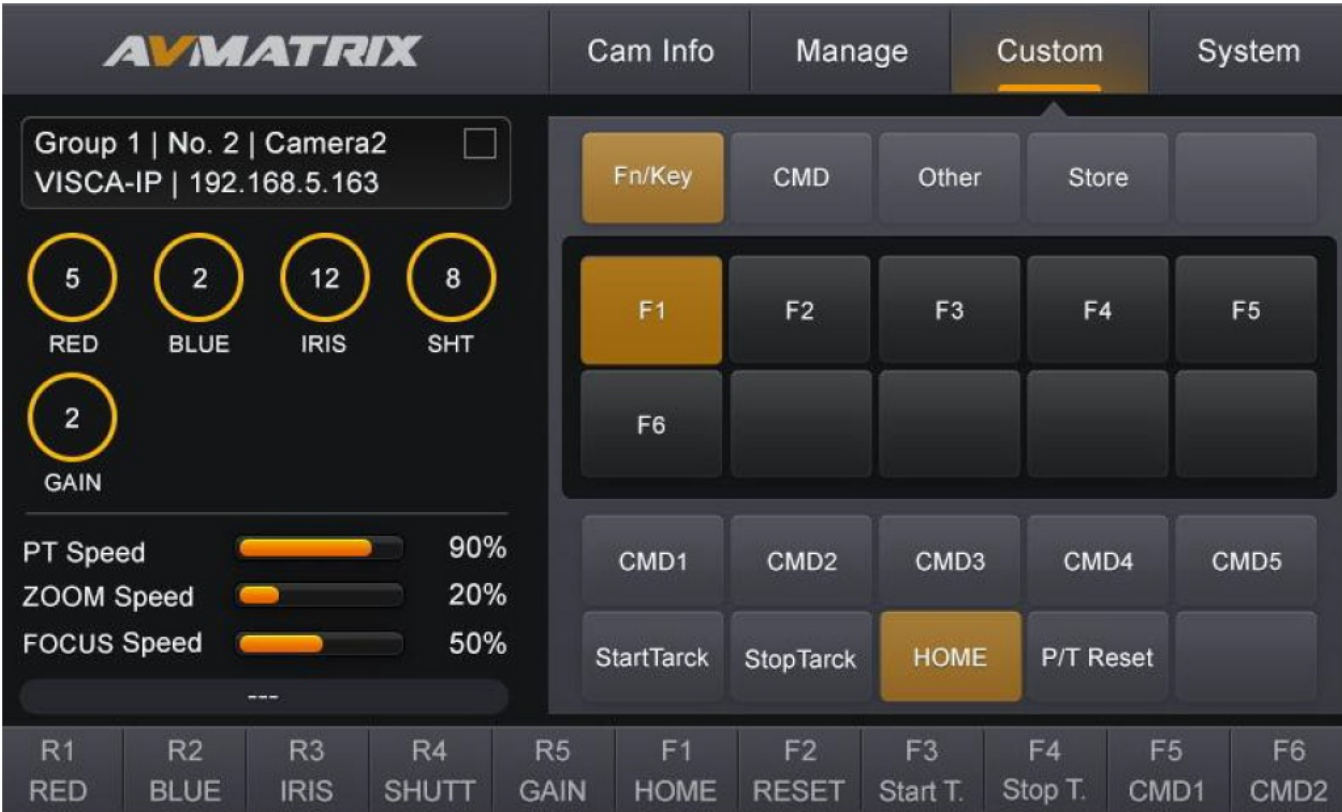 AVMATRIX
Cam Info Manage Custom System
Group 1 | No. 2 | Camera2
VISCA-IP | 192.168.5.163
5 2 12 8
RED BLUE IRIS SHT
2
GAIN
PT Speed 90%
ZOOM Speed 20%
FOCUS Speed 50%
---
Fn/Key CMD Other Store
F1 F2 F3 F4 F5
F6
CMD1 CMD2 CMD3 CMD4 CMD5
StartTarck StopTarck HOME P/T Reset
R1 R2 R3 R4 R5 F1 F2 F3 F4 F5 F6
RED BLUE IRIS SHUTT GAIN HOME RESET Start T. Stop T. CMD1 CMD2